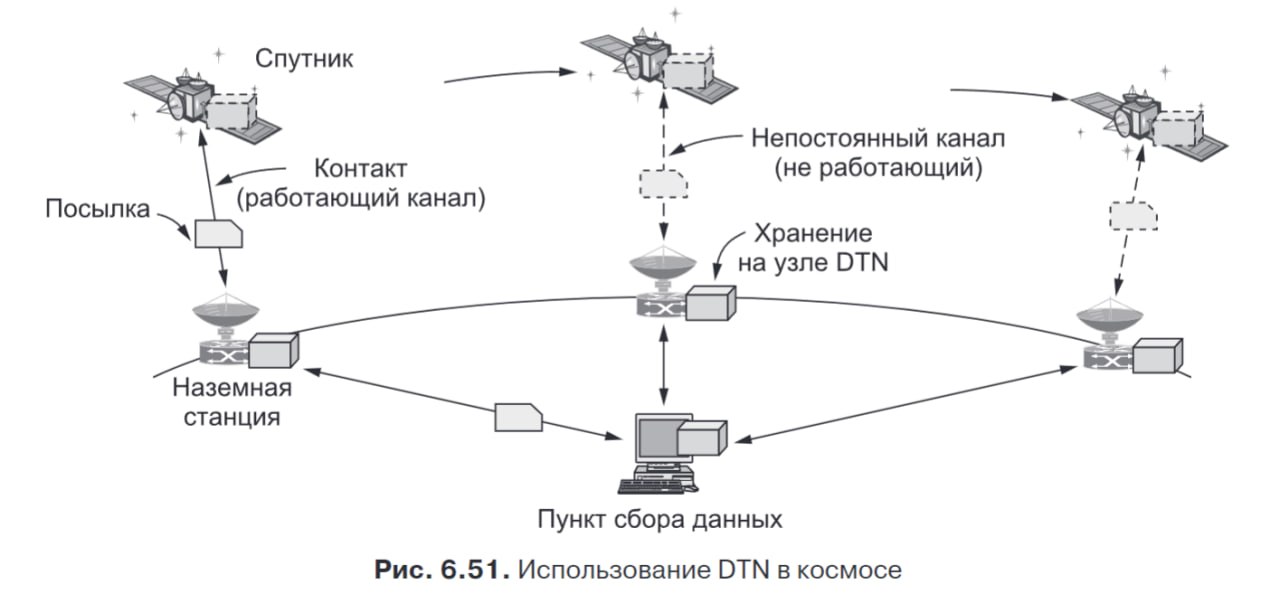 Спутник
Контакт
(работающий канал)
Посылка
Непостоянный канал
(не работающий)
Хранение
на узле DTN
Наземная
станция
Пункт сбора данных
Рис. 6.51. Использование DTN в космосе